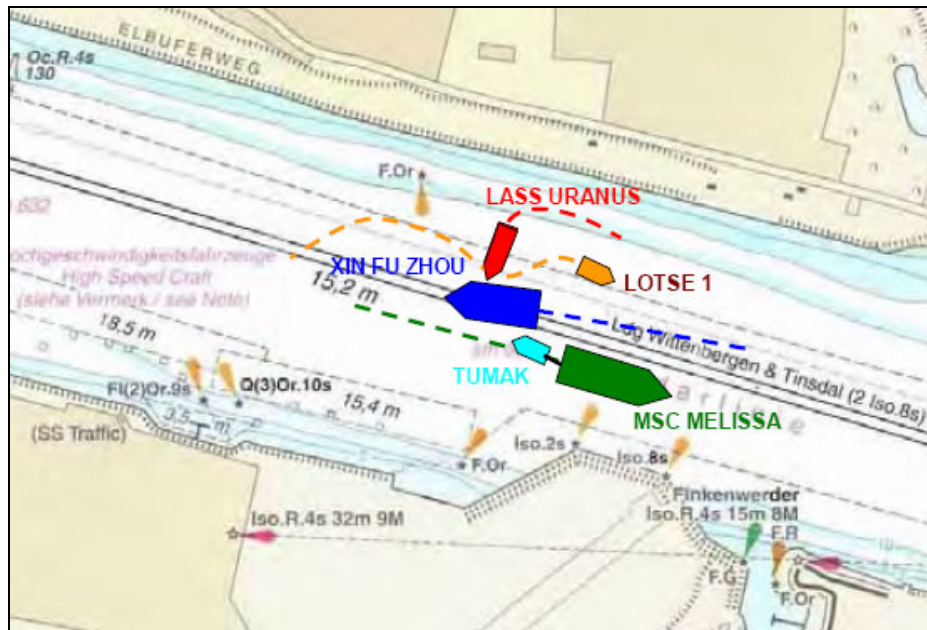 ELBUFERWEG
Oc.R.4s
130
F.Or
LASS URANUS
632
XIN FU ZHOU
LOTSE 1
High Speed Craft
(siehe Vermerk / see Note)
15,2 m
Ldg Wittenbergen & Tinsdal (2 Iso.8s)
18,5 m
TUMAK
MSC MELISSA
Fl(2)Or.9s
Q(3)Or.10s
15,4 m
3,5 m
(SS Traffic)
Iso.2s
F.Or
Iso.8s
Finkenwerder
Iso.R.4s 32m 9M
Iso.R.4s 15m 8M
F.R
F.G
F.Or